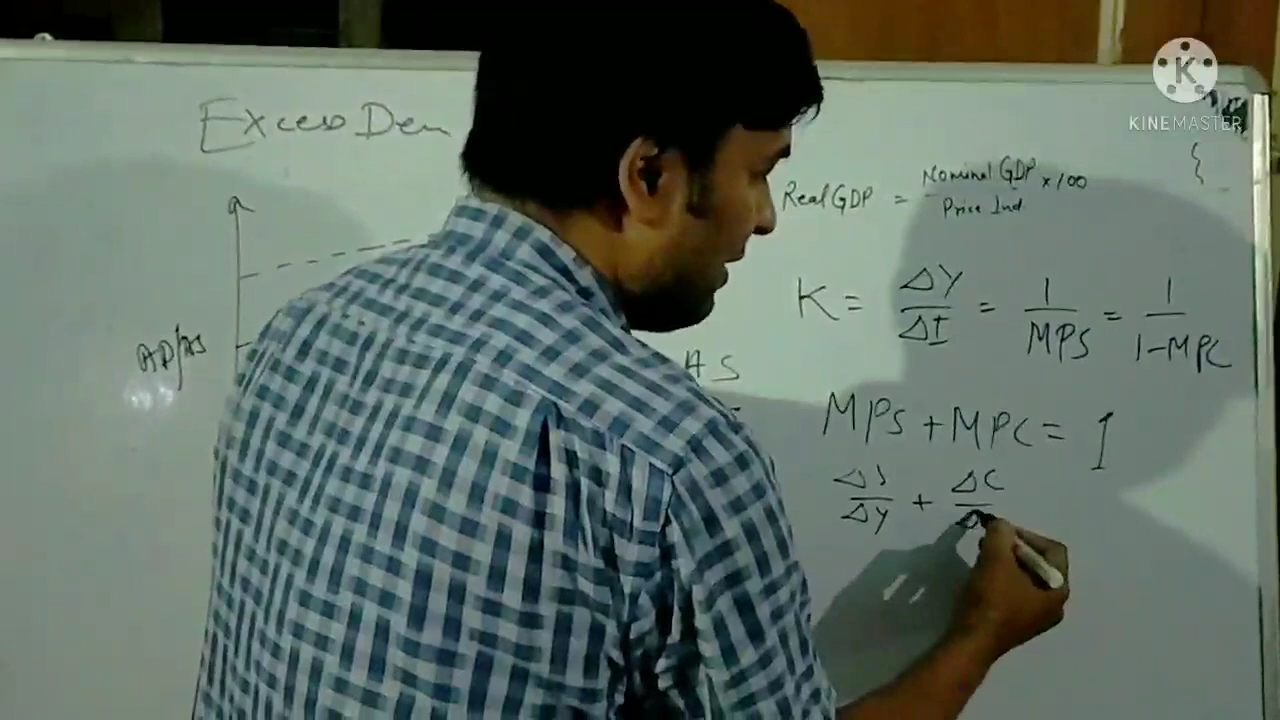 Excess Dem
KINEMASTER
Real GDP = Nominal GDP / Price Ind × 100
K = ΔY/ΔI = 1/MPS = 1/1-MPC
AD/AS
AS
MPS + MPC = 1
ΔS/ΔY + ΔC/Δ